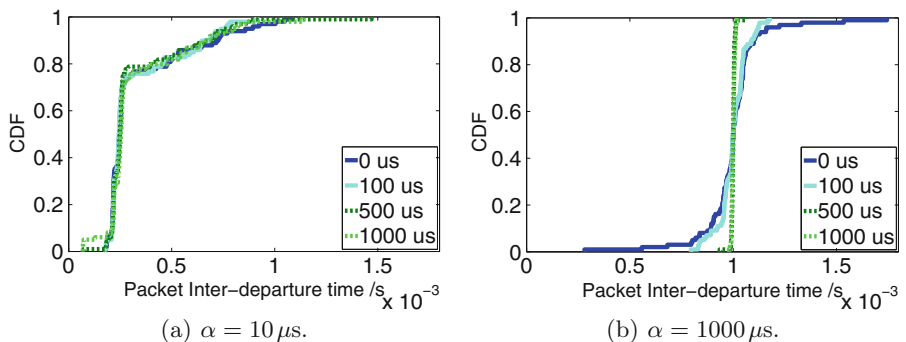 CDF
1
0.8
0.6
0.4
0.2
0
0 us
100 us
500 us
1000 us
0 0.5 1 1.5
Packet Inter-departure time /s
x 10⁻³
(a) α = 10 μs.
CDF
1
0.8
0.6
0.4
0.2
0
0 us
100 us
500 us
1000 us
0 0.5 1 1.5
Packet Inter-departure time /s
x 10⁻³
(b) α = 1000 μs.